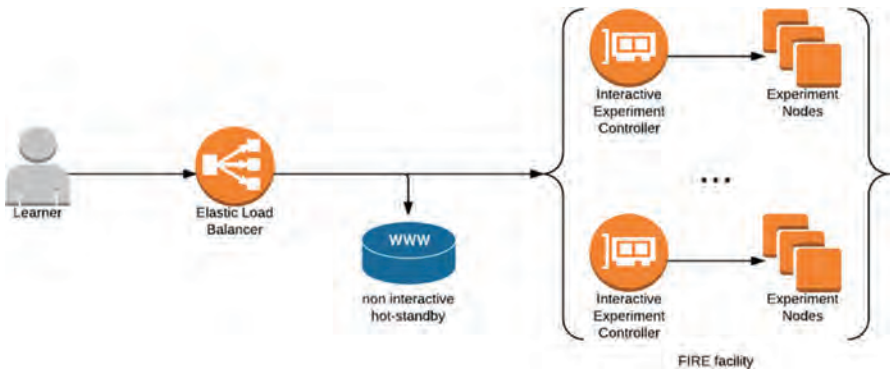 Learner
Elastic Load
Balancer
WWW
non interactive
hot-standby
Interactive
Experiment
Controller
Experiment
Nodes
...
Interactive
Experiment
Controller
Experiment
Nodes
FIRE facility